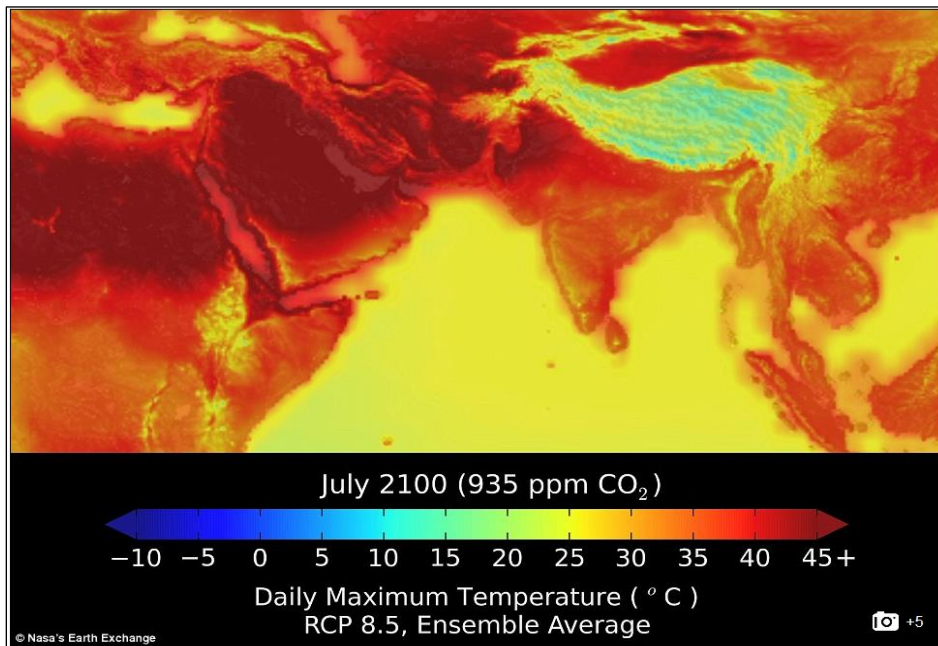 July 2100 (935 ppm CO₂)
−10 −5 0 5 10 15 20 25 30 35 40 45+
Daily Maximum Temperature ( ° C )
RCP 8.5, Ensemble Average
© Nasa's Earth Exchange
+5